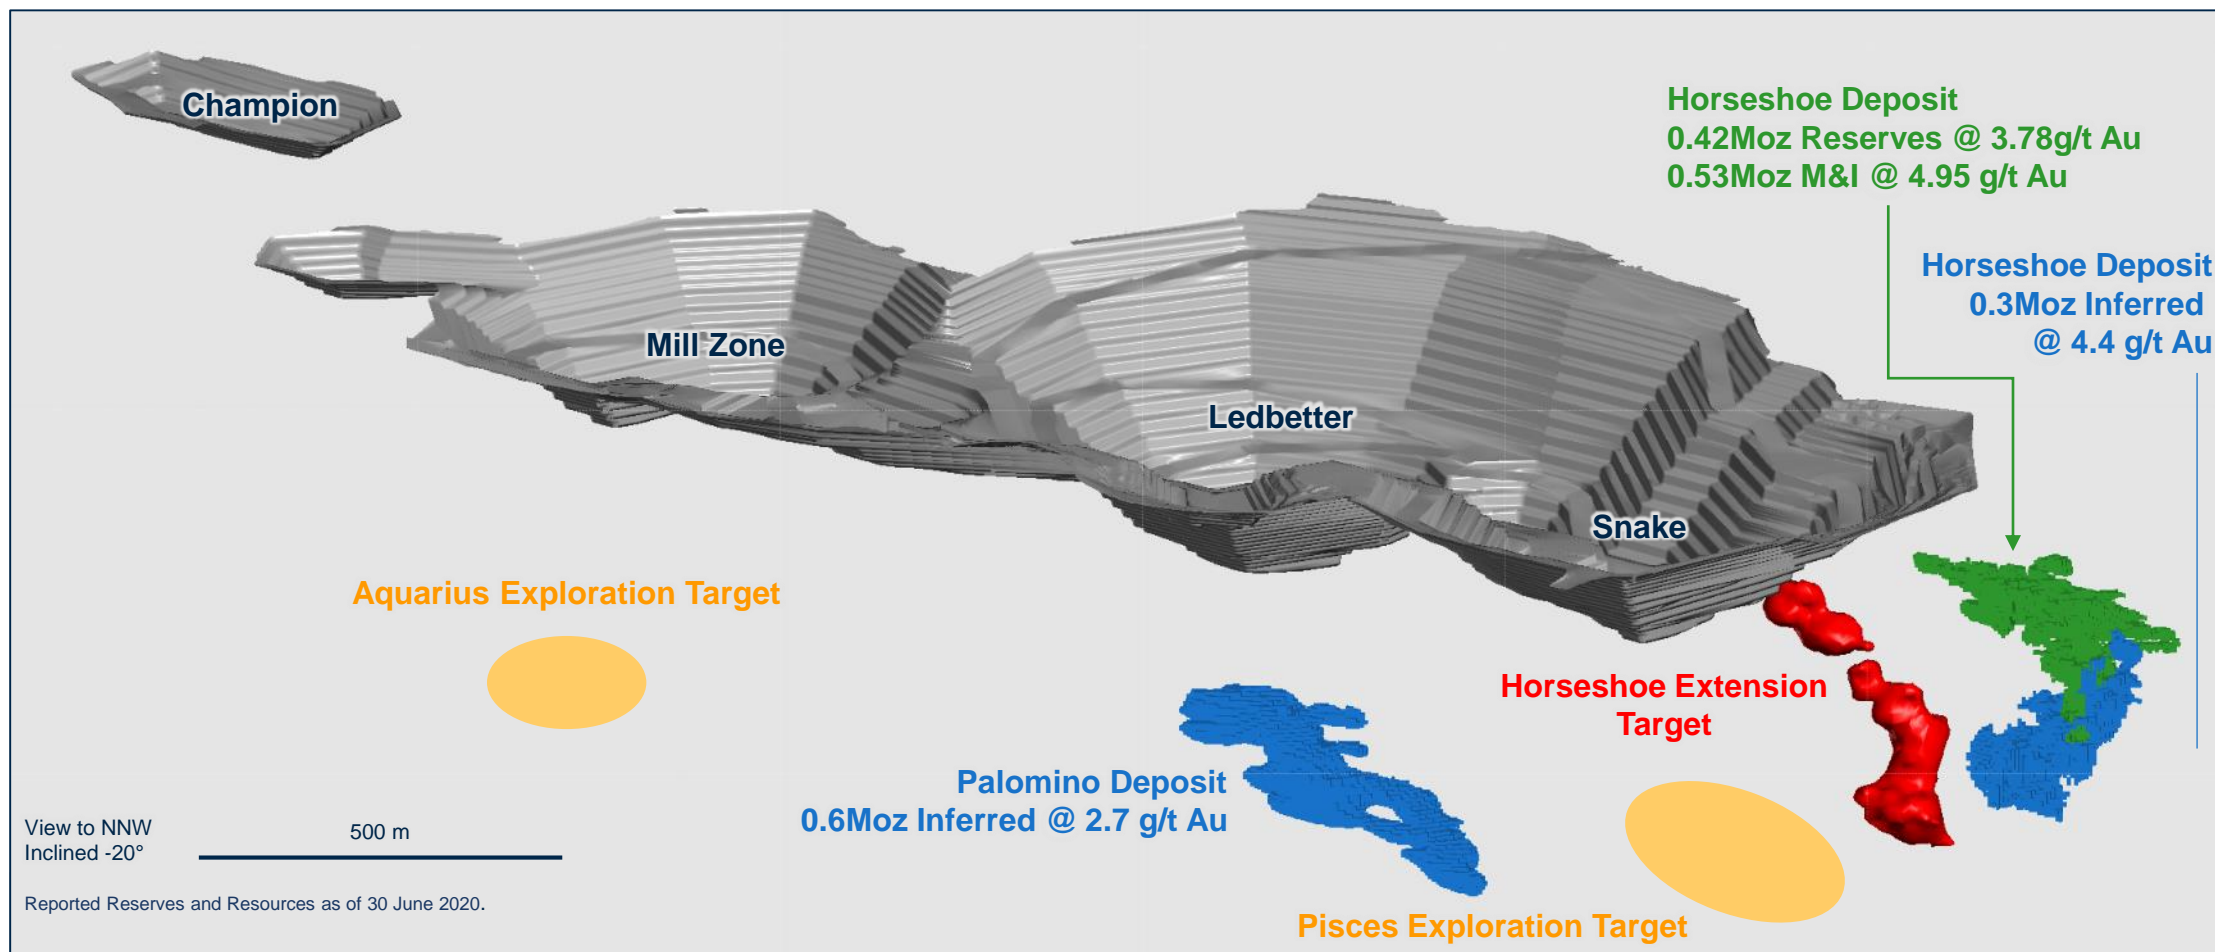 Champion
Horseshoe Deposit
0.42Moz Reserves @ 3.78g/t Au
0.53Moz M&I @ 4.95 g/t Au
Horseshoe Deposit
0.3Moz Inferred
@ 4.4 g/t Au
Mill Zone
Ledbetter
Snake
Aquarius Exploration Target
Horseshoe Extension
Target
Palomino Deposit
0.6Moz Inferred @ 2.7 g/t Au
Pisces Exploration Target
View to NNW
Inclined -20°
500 m
Reported Reserves and Resources as of 30 June 2020.